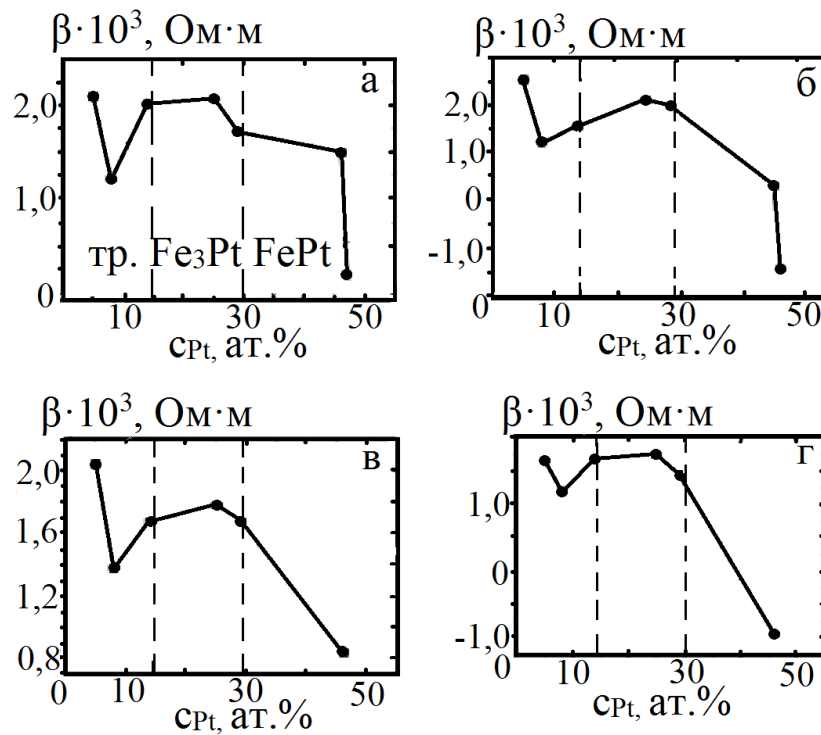 β·10³, Ом·м
а
2,0
1,0
0
тр. Fe₃Pt FePt
10 30 50
cPt, ат.%
β·10³, Ом·м
б
2,0
1,0
0
-1,0
0 10 30 50
cPt, ат.%
β·10³, Ом·м
в
2,0
1,6
1,2
0,8
0 10 30 50
cPt, ат.%
β·10³, Ом·м
г
1,0
0
-1,0
0 10 30 50
cPt, ат.%